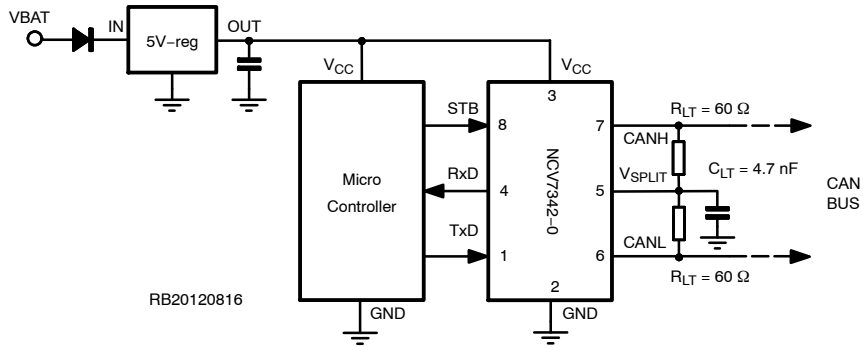 VBAT
IN
5V−reg
OUT
VCC
VCC
3
STB
8
7
RLT = 60 Ω
CANH
Micro
Controller
RxD
4
NCV7342−0
VSPLIT
5
CLT = 4.7 nF
CAN
BUS
TxD
1
CANL
6
RLT = 60 Ω
2
RB20120816
GND
GND